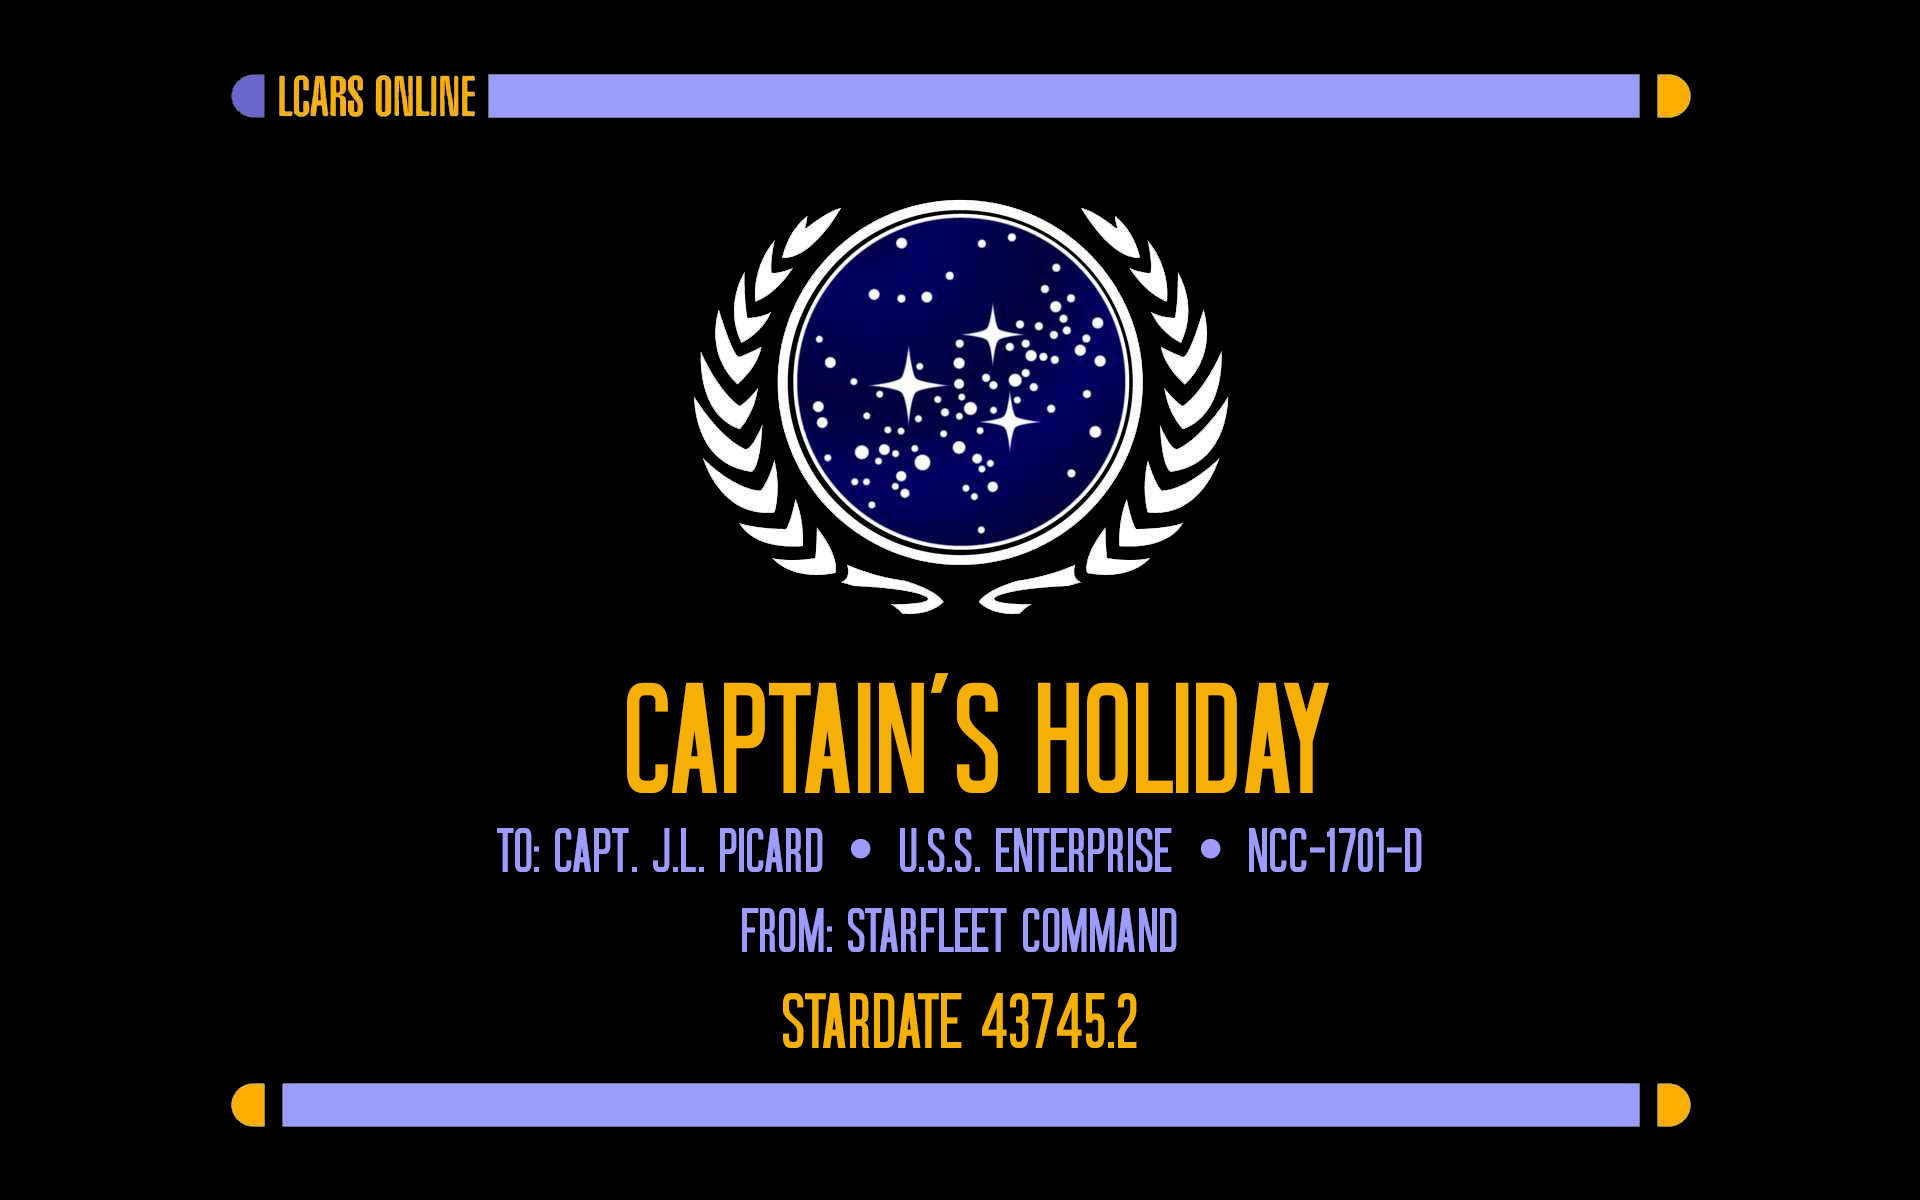 LCARS ONLINE
CAPTAIN'S HOLIDAY
TO: CAPT. J.L. PICARD • U.S.S. ENTERPRISE • NCC-1701-D
FROM: STARFLEET COMMAND
STARDATE 43745.2